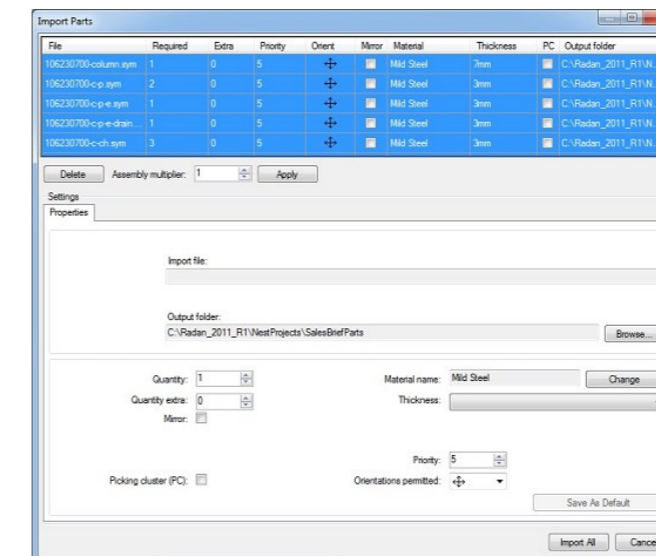 Import Parts
File Required Extra Priority Orient Mirror Material Thickness PC Output folder
106230700-column.sym 1 0 5 Mild Steel 7mm C:\Radan_2011_R1\N...
106230700-c-p.sym 2 0 5 Mild Steel 3mm C:\Radan_2011_R1\N...
106230700-c-p-e.sym 1 0 5 Mild Steel 3mm C:\Radan_2011_R1\N...
106230700-c-p-e-drain... 1 0 5 Mild Steel 3mm C:\Radan_2011_R1\N...
106230700-c-ch.sym 3 0 5 Mild Steel 3mm C:\Radan_2011_R1\N...
Delete Assembly multiplier: 1 Apply
Settings
Properties
Import file:
Output folder:
C:\Radan_2011_R1\NestProjects\SalesBriefParts Browse...
Quantity: 1 Material name: Mild Steel Change
Quantity extra: 0 Thickness:
Mirror:
Priority: 5
Picking cluster (PC): Orientations permitted:
Save As Default
Import All Cance